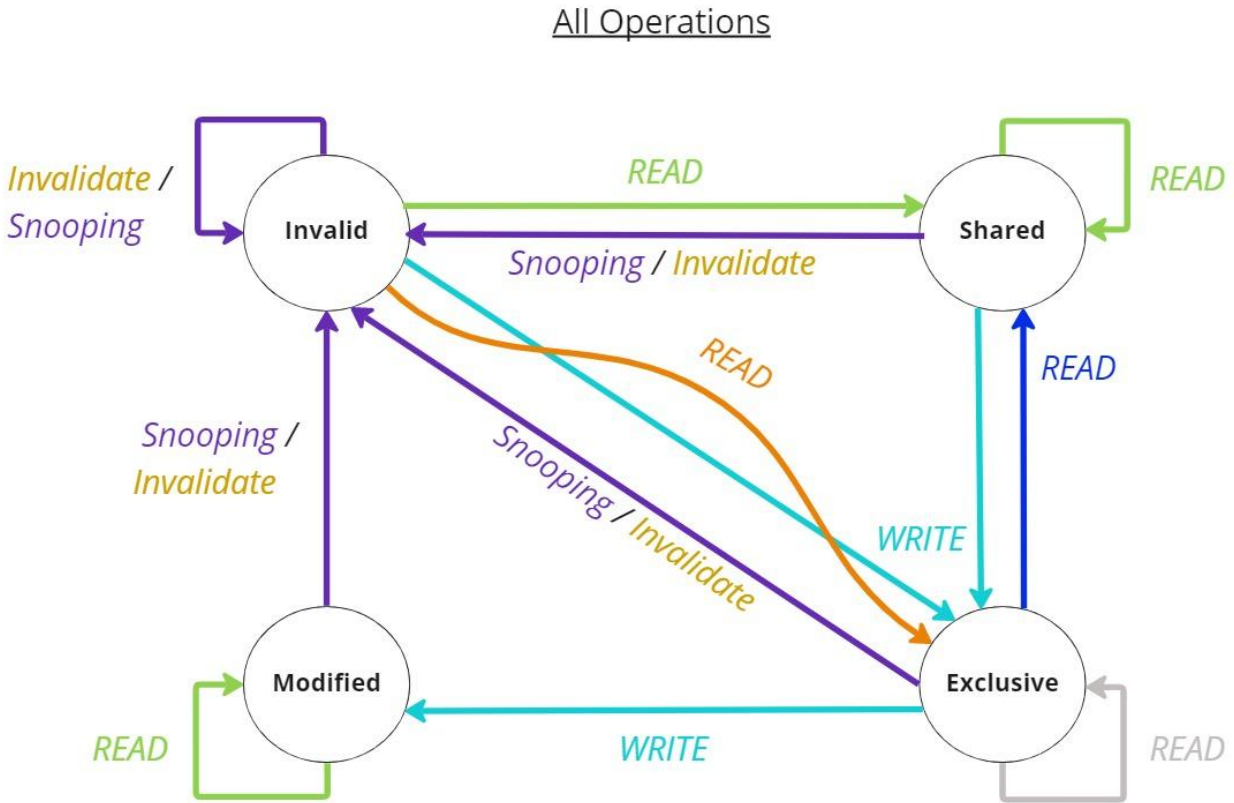 All Operations
Invalidate /
Snooping
Invalid
READ
Snooping / Invalidate
Shared
READ
READ
READ
Snooping /
Invalidate
Snooping / Invalidate
WRITE
Modified
READ
WRITE
Exclusive
READ